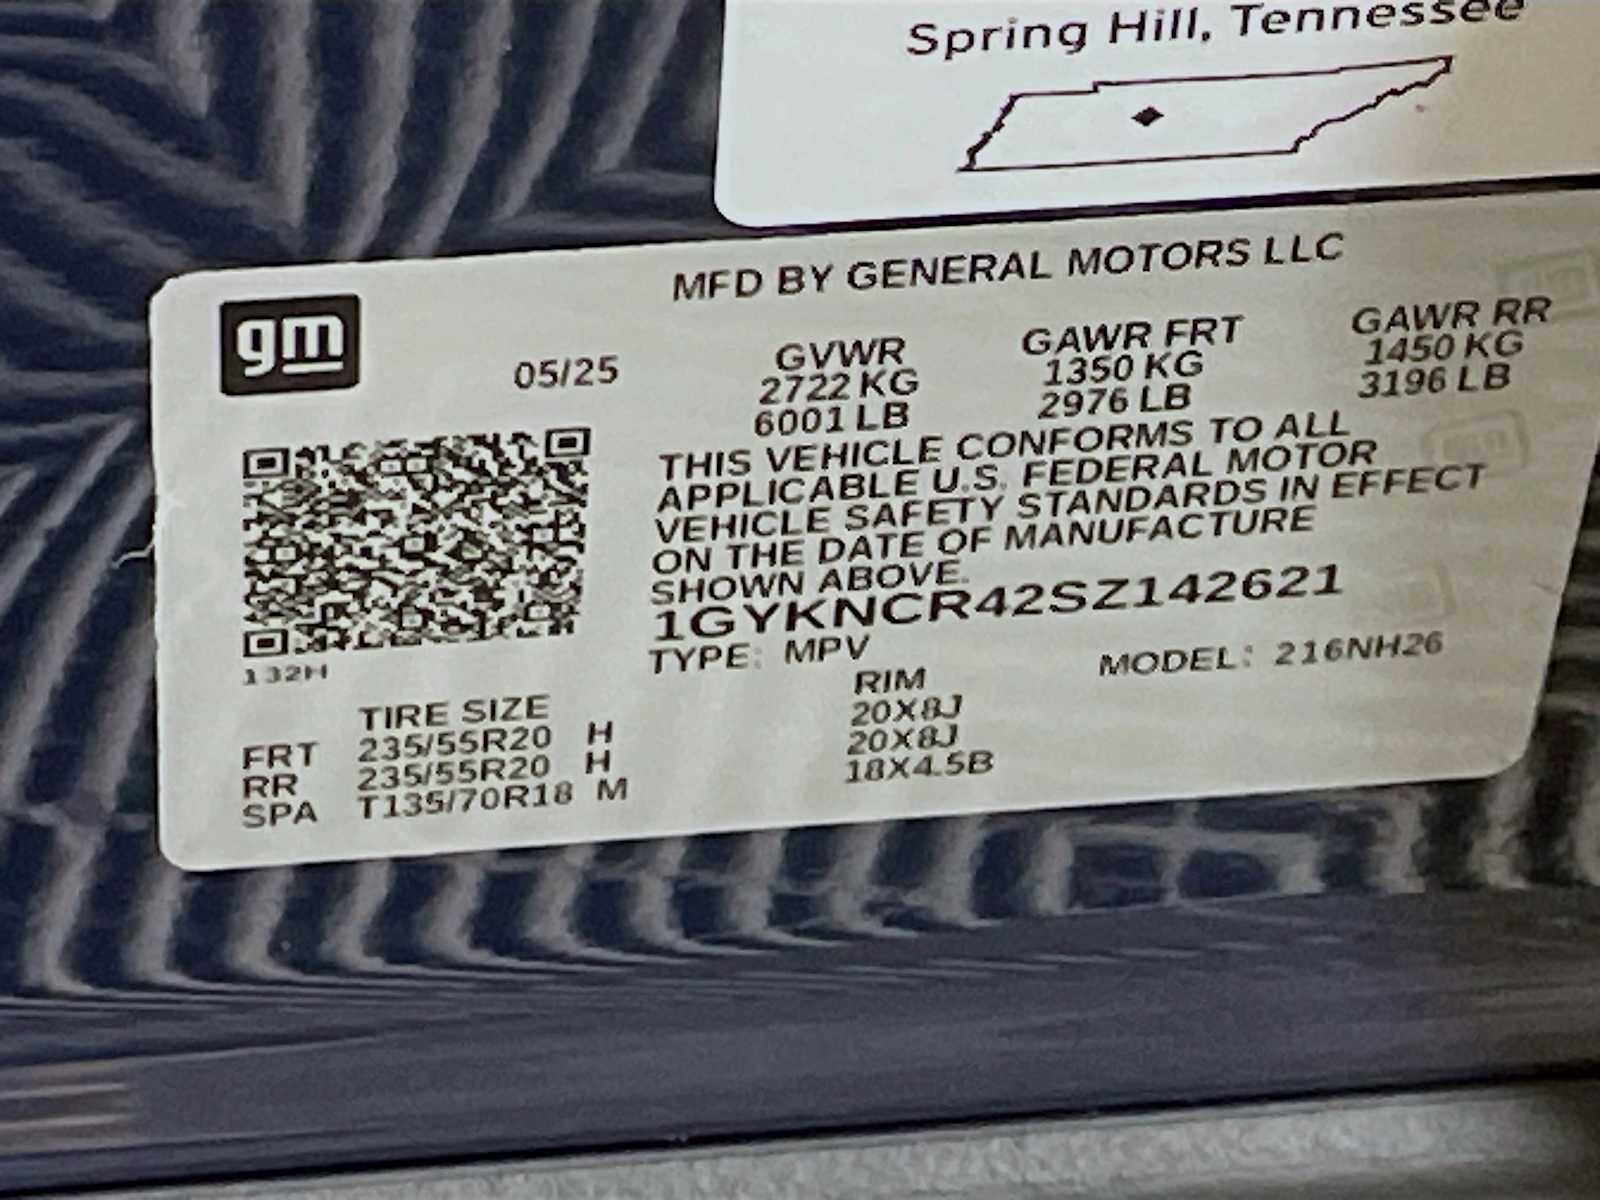 Spring Hill, Tennessee
MFD BY GENERAL MOTORS LLC
gm
05/25
GVWR GAWR FRT GAWR RR
2722 KG 1350 KG 1450 KG
6001 LB 2976 LB 3196 LB
THIS VEHICLE CONFORMS TO ALL
APPLICABLE U.S. FEDERAL MOTOR
VEHICLE SAFETY STANDARDS IN EFFECT
ON THE DATE OF MANUFACTURE
SHOWN ABOVE.
1GYKNCR42SZ142621
TYPE: MPV MODEL: 216NH26
132H
TIRE SIZE RIM
FRT 235/55R20 H 20X8J
RR 235/55R20 H 20X8J
SPA T135/70R18 M 18X4.5B